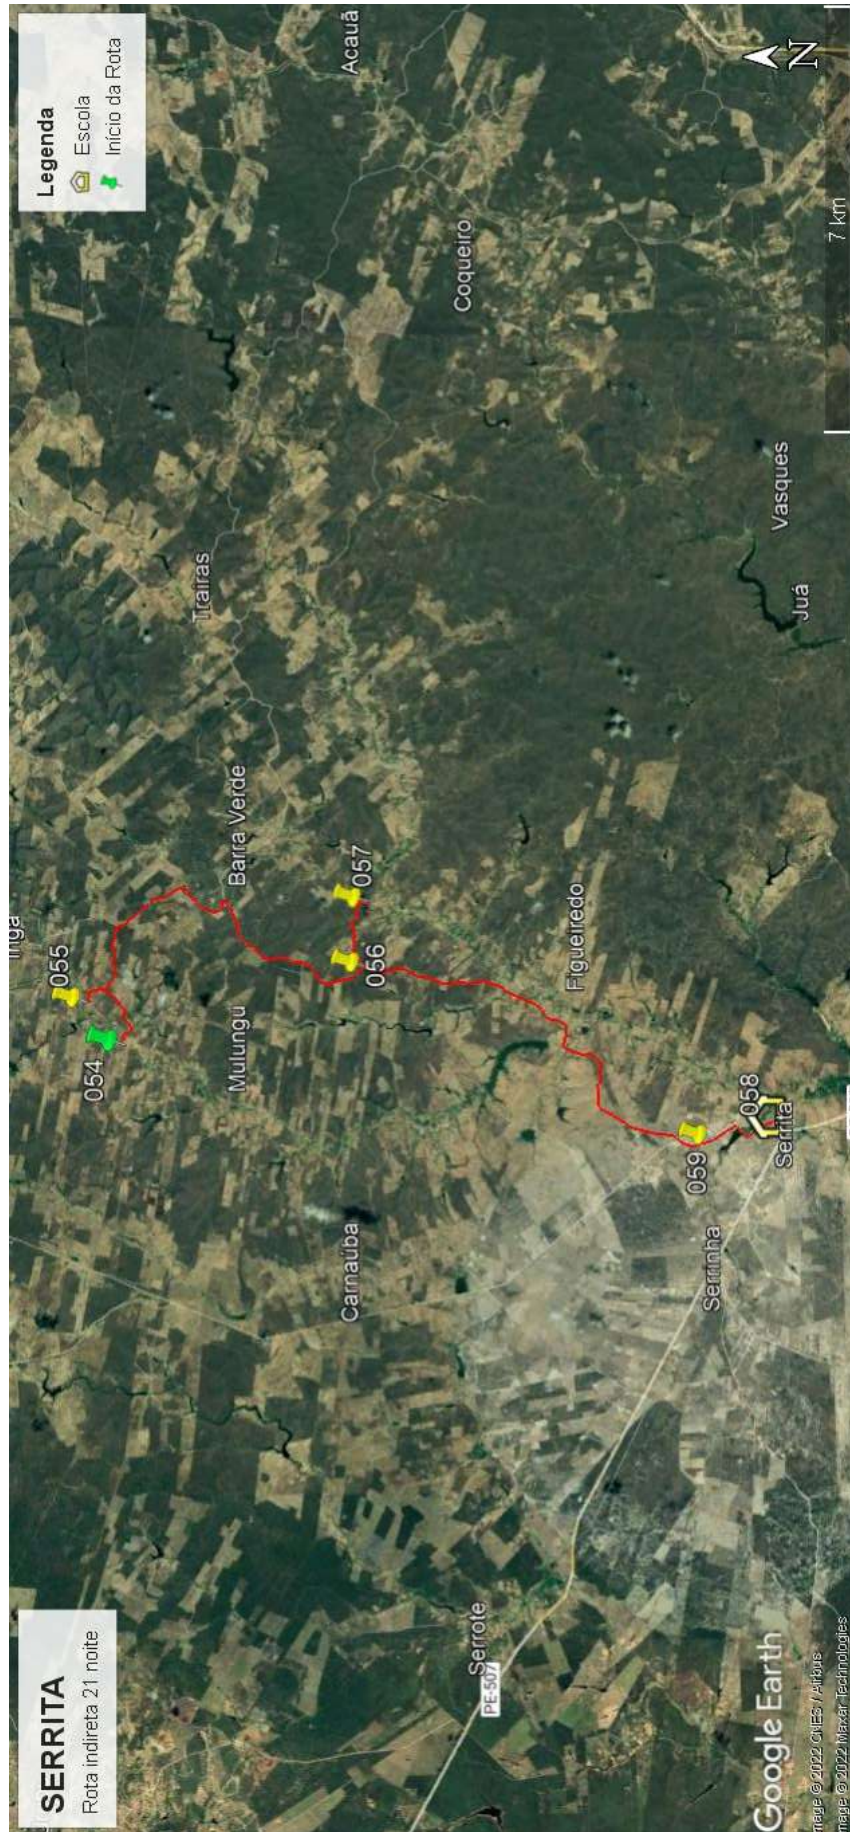 SERRITA
Rota indireta 21 noite
Legenda
Escola
Início da Rota
Acauã
Coqueiro
Trairas
Vasques
Juá
Barra Verde
055
054
Mulungu
057
056
Figueiredo
058
Serrita
059
Carnaúba
Serrinha
Serrote
PE-507
7 km
N
Google Earth
Image © 2022 CNES / Airbus
Image © 2022 Maxar Technologies